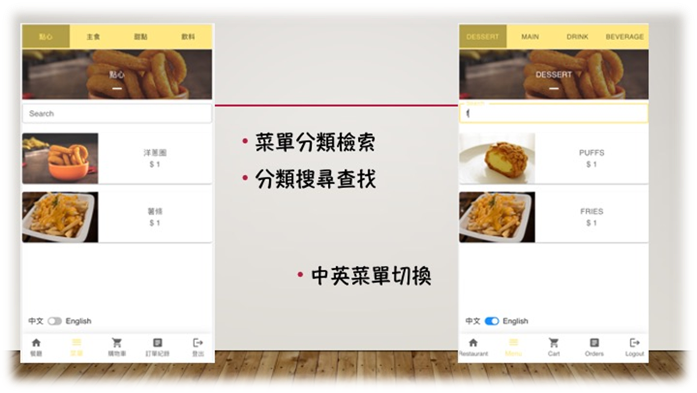 點心 主食 甜點 飲料
點心
Search
洋蔥圈
$ 1
薯條
$ 1
中文 English
餐廳 菜單 購物車 訂單紀錄 登出
• 菜單分類檢索
• 分類搜尋查找
• 中英菜單切換
DESSERT MAIN DRINK BEVERAGE
DESSERT
f
PUFFS
$ 1
FRIES
$ 1
中文 English
Restaurant Menu Cart Orders Logout